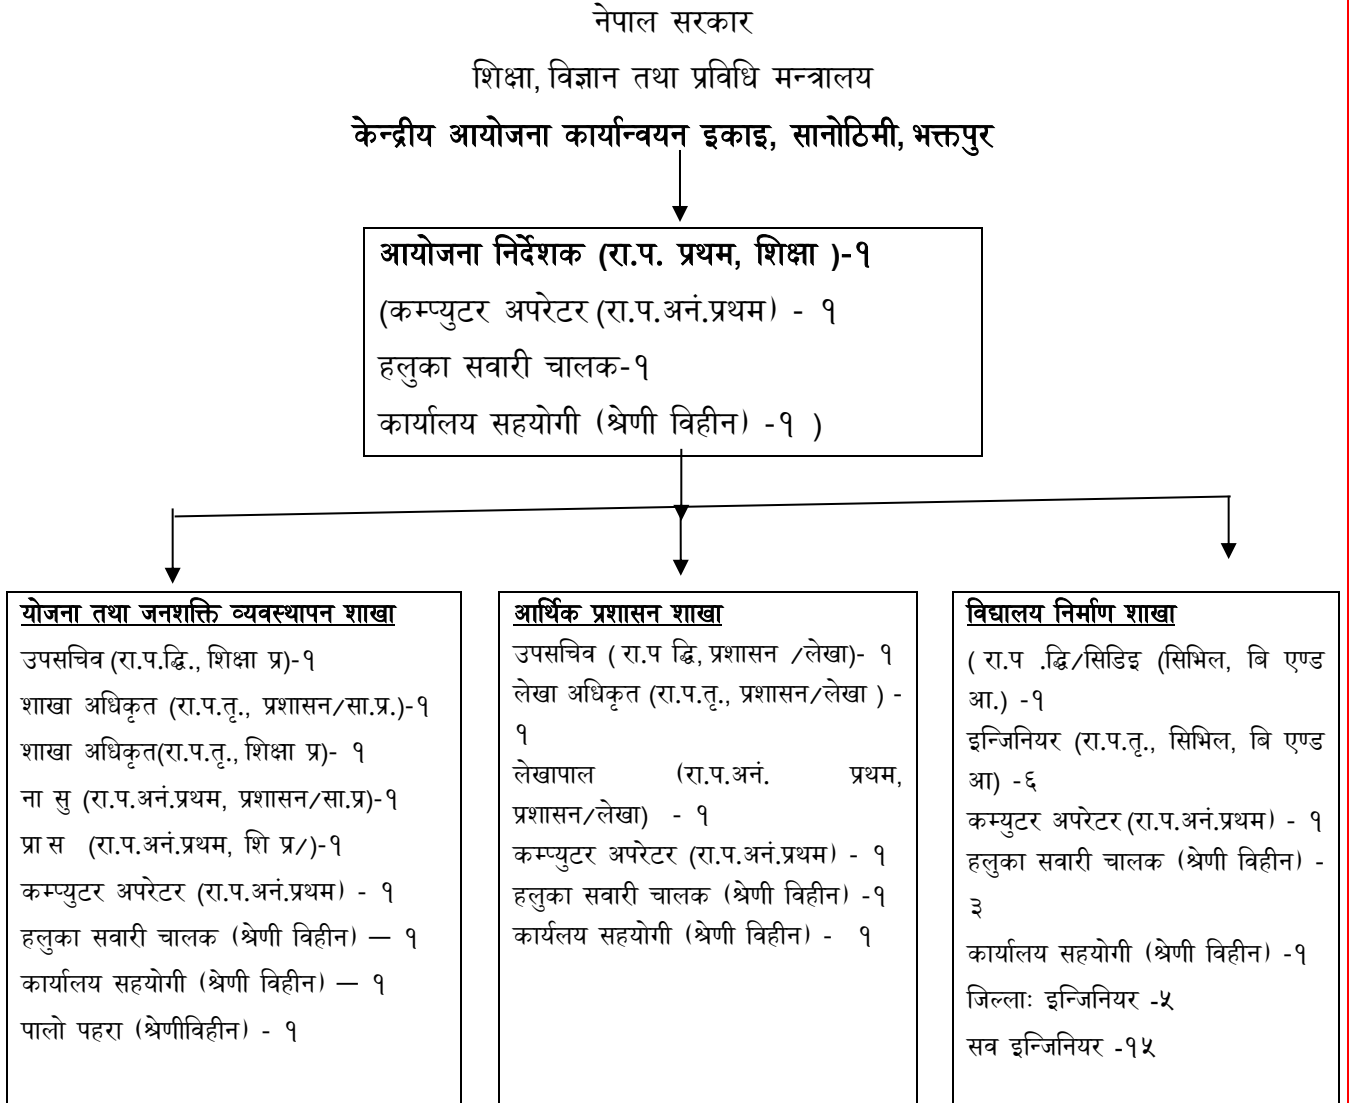 नेपाल सरकार
शिक्षा, विज्ञान तथा प्रविधि मन्त्रालय
केन्द्रीय आयोजना कार्यान्वयन इकाइ, सानोठिमी, भक्तपुर
आयोजना निर्देशक (रा.प. प्रथम, शिक्षा )-१
(कम्प्युटर अपरेटर (रा.प.अनं.प्रथम) - १
हलुका सवारी चालक-१
कार्यालय सहयोगी (श्रेणी विहीन) -१ )
योजना तथा जनशक्ति व्यवस्थापन शाखा
उपसचिव (रा.प.द्धि., शिक्षा प्र)-१
शाखा अधिकृत (रा.प.तृ., प्रशासन/सा.प्र.)-१
शाखा अधिकृत(रा.प.तृ., शिक्षा प्र)- १
ना सु (रा.प.अनं.प्रथम, प्रशासन/सा.प्र)-१
प्रा स (रा.प.अनं.प्रथम, शि प्र/)-१
कम्प्युटर अपरेटर (रा.प.अनं.प्रथम) - १
हलुका सवारी चालक (श्रेणी विहीन) — १
कार्यालय सहयोगी (श्रेणी विहीन) — १
पालो पहरा (श्रेणीविहीन) - १
आर्थिक प्रशासन शाखा
उपसचिव ( रा.प द्धि, प्रशासन /लेखा)- १
लेखा अधिकृत (रा.प.तृ., प्रशासन/लेखा ) -
१
लेखापाल (रा.प.अनं. प्रथम,
प्रशासन/लेखा) - १
कम्प्युटर अपरेटर (रा.प.अनं.प्रथम) - १
हलुका सवारी चालक (श्रेणी विहीन) -१
कार्यलय सहयोगी (श्रेणी विहीन) - १
विद्यालय निर्माण शाखा
( रा.प .द्धि/सिडिइ (सिभिल, बि एण्ड
आ.) -१
इन्जिनियर (रा.प.तृ., सिभिल, बि एण्ड
आ) -६
कम्युटर अपरेटर (रा.प.अनं.प्रथम) - १
हलुका सवारी चालक (श्रेणी विहीन) -
३
कार्यालय सहयोगी (श्रेणी विहीन) -१
जिल्लाः इन्जिनियर -५
सव इन्जिनियर -१५